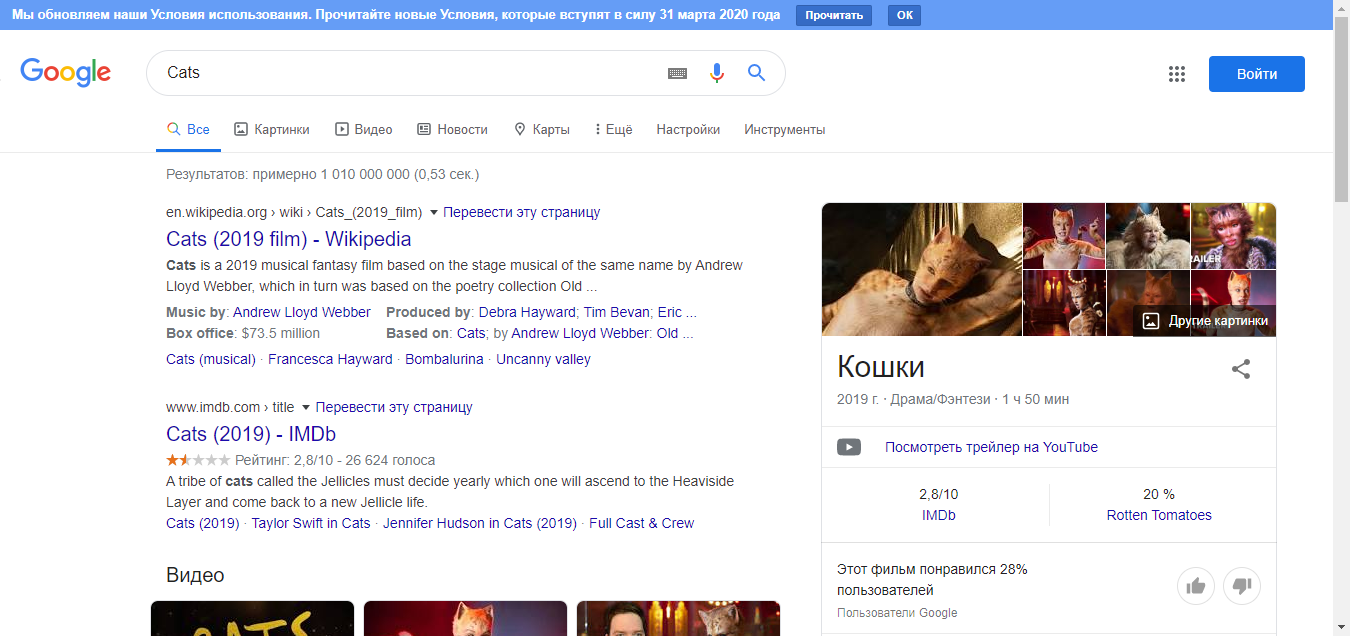 Мы обновляем наши Условия использования. Прочитайте новые Условия, которые вступят в силу 31 марта 2020 года Прочитать ОК
Google Cats Войти
Все Картинки Видео Новости Карты Ещё Настройки Инструменты
Результатов: примерно 1 010 000 000 (0,53 сек.)
en.wikipedia.org › wiki › Cats_(2019_film) Перевести эту страницу
Cats (2019 film) - Wikipedia
Cats is a 2019 musical fantasy film based on the stage musical of the same name by Andrew
Lloyd Webber, which in turn was based on the poetry collection Old ...
Music by: Andrew Lloyd Webber Produced by: Debra Hayward; Tim Bevan; Eric ...
Box office: $73.5 million Based on: Cats; by Andrew Lloyd Webber: Old ...
Cats (musical) · Francesca Hayward · Bombalurina · Uncanny valley
www.imdb.com › title Перевести эту страницу
Cats (2019) - IMDb
Рейтинг: 2,8/10 - 26 624 голоса
A tribe of cats called the Jellicles must decide yearly which one will ascend to the Heaviside
Layer and come back to a new Jellicle life.
Cats (2019) · Taylor Swift in Cats · Jennifer Hudson in Cats (2019) · Full Cast & Crew
Видео
CATS
RAILER
Другие картинки
Кошки
2019 г. · Драма/Фэнтези · 1 ч 50 мин
Посмотреть трейлер на YouTube
2,8/10 20 %
IMDb Rotten Tomatoes
Этот фильм понравился 28%
пользователей
Пользователи Google